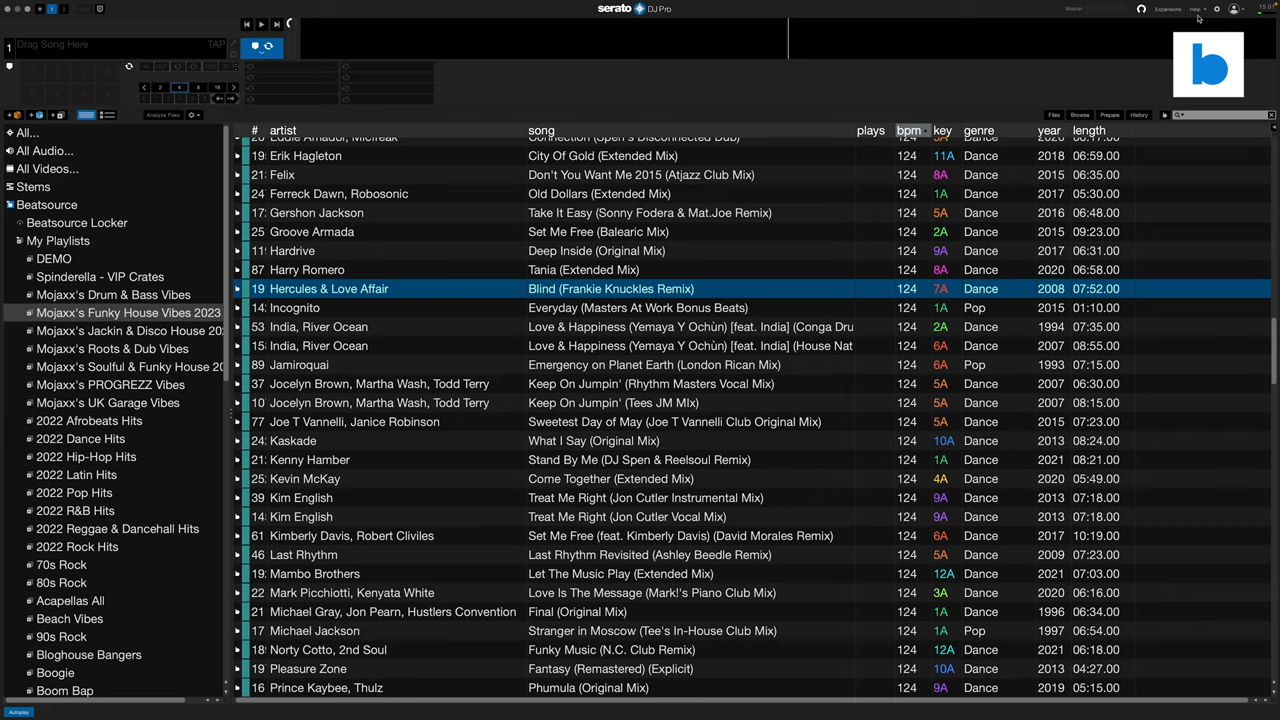 serato DJ Pro
Master Expansions Help 15:01
1 Drag Song Here TAP
2 4 8 16
Analyze Files Files Browse Prepare History
# artist song plays bpm key genre year length
All...
All Audio...
All Videos...
Stems
Beatsource
Beatsource Locker
My Playlists
DEMO
Spinderella - VIP Crates
Mojaxx's Drum & Bass Vibes
Mojaxx's Funky House Vibes 2023
Mojaxx's Jackin & Disco House 20
Mojaxx's Roots & Dub Vibes
Mojaxx's Soulful & Funky House 20
Mojaxx's PROGREZZ Vibes
Mojaxx's UK Garage Vibes
2022 Afrobeats Hits
2022 Dance Hits
2022 Hip-Hop Hits
2022 Latin Hits
2022 Pop Hits
2022 R&B Hits
2022 Reggae & Dancehall Hits
2022 Rock Hits
70s Rock
80s Rock
Acapellas All
Beach Vibes
90s Rock
Bloghouse Bangers
Boogie
Boom Bap
19 Erik Hagleton City Of Gold (Extended Mix) 124 11A Dance 2018 06:59.00
21 Felix Don't You Want Me 2015 (Atjazz Club Mix) 124 8A Dance 2015 06:35.00
24 Ferreck Dawn, Robosonic Old Dollars (Extended Mix) 124 1A Dance 2017 05:30.00
17 Gershon Jackson Take It Easy (Sonny Fodera & Mat.Joe Remix) 124 5A Dance 2016 06:48.00
25 Groove Armada Set Me Free (Balearic Mix) 124 2A Dance 2015 09:23.00
11 Hardrive Deep Inside (Original Mix) 124 9A Dance 2017 06:31.00
87 Harry Romero Tania (Extended Mix) 124 8A Dance 2020 06:58.00
19 Hercules & Love Affair Blind (Frankie Knuckles Remix) 124 7A Dance 2008 07:52.00
14 Incognito Everyday (Masters At Work Bonus Beats) 124 1A Pop 2015 01:10.00
53 India, River Ocean Love & Happiness (Yemaya Y Ochùn) [feat. India] (Conga Dru 124 2A Dance 1994 07:35.00
15 India, River Ocean Love & Happiness (Yemaya Y Ochùn) [feat. India] (House Nat 124 6A Dance 2007 08:55.00
89 Jamiroquai Emergency on Planet Earth (London Rican Mix) 124 6A Pop 1993 07:15.00
37 Jocelyn Brown, Martha Wash, Todd Terry Keep On Jumpin' (Rhythm Masters Vocal Mix) 124 5A Dance 2007 06:30.00
10 Jocelyn Brown, Martha Wash, Todd Terry Keep On Jumpin' (Tees JM MIx) 124 5A Dance 2007 08:15.00
77 Joe T Vannelli, Janice Robinson Sweetest Day of May (Joe T Vannelli Club Original Mix) 124 5A Dance 2015 07:23.00
24 Kaskade What I Say (Original Mix) 124 10A Dance 2013 08:24.00
21 Kenny Hamber Stand By Me (DJ Spen & Reelsoul Remix) 124 1A Dance 2021 08:21.00
25 Kevin McKay Come Together (Extended Mix) 124 4A Dance 2020 05:49.00
39 Kim English Treat Me Right (Jon Cutler Instrumental Mix) 124 9A Dance 2013 07:18.00
14 Kim English Treat Me Right (Jon Cutler Vocal Mix) 124 9A Dance 2013 07:18.00
61 Kimberly Davis, Robert Cliviles Set Me Free (feat. Kimberly Davis) (David Morales Remix) 124 6A Dance 2017 10:19.00
46 Last Rhythm Last Rhythm Revisited (Ashley Beedle Remix) 124 5A Dance 2009 07:23.00
19 Mambo Brothers Let The Music Play (Extended Mix) 124 12A Dance 2021 07:03.00
22 Mark Picchiotti, Kenyata White Love Is The Message (Mark!'s Piano Club Mix) 124 3A Dance 2020 06:16.00
21 Michael Gray, Jon Pearn, Hustlers Convention Final (Original Mix) 124 1A Dance 1996 06:34.00
17 Michael Jackson Stranger in Moscow (Tee's In-House Club Mix) 124 1A Pop 1997 06:54.00
18 Norty Cotto, 2nd Soul Funky Music (N.C. Club Remix) 124 12A Dance 2021 06:18.00
19 Pleasure Zone Fantasy (Remastered) (Explicit) 124 10A Dance 2013 04:27.00
16 Prince Kaybee, Thulz Phumula (Original Mix) 124 9A Dance 2019 05:15.00
Autoplay